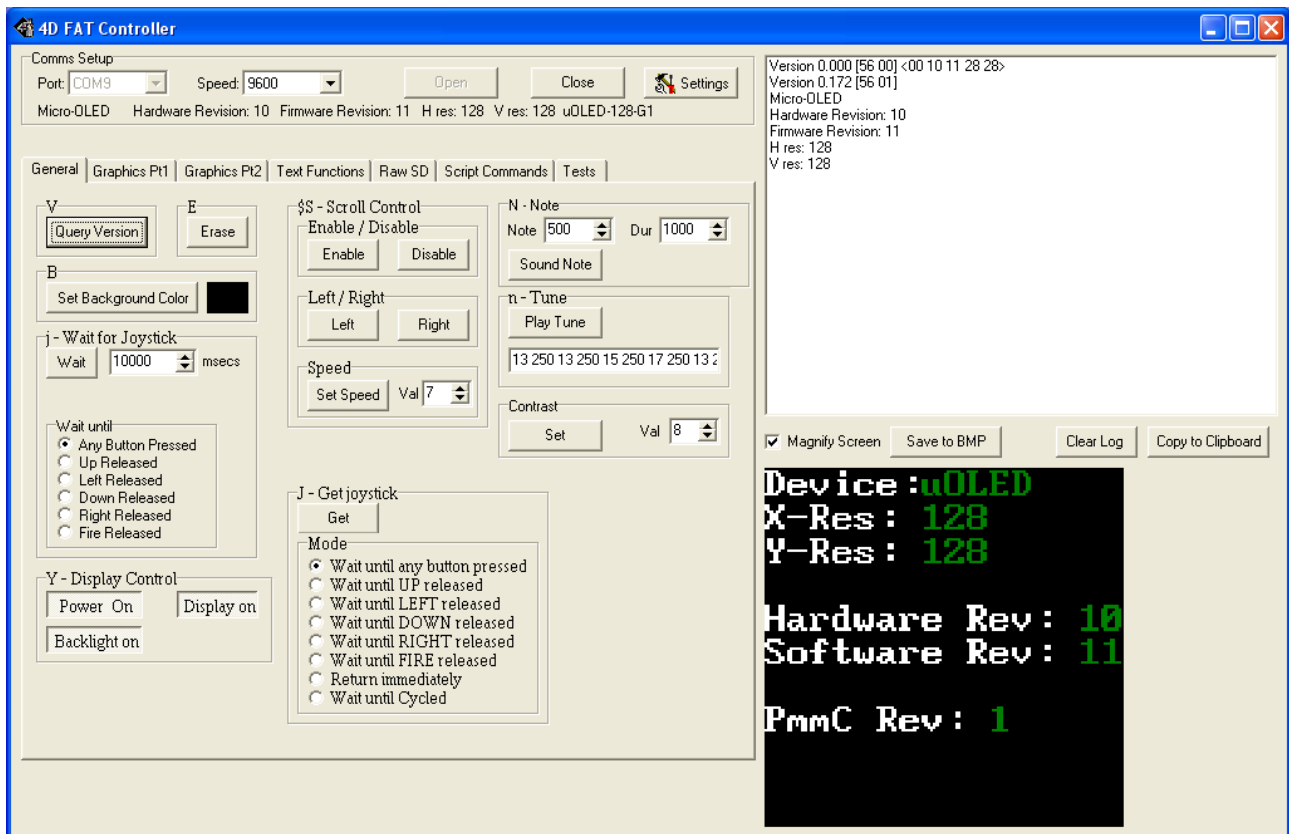 4D FAT Controller
Comms Setup
Port: COM9 Speed: 9600 Open Close Settings
Micro-OLED Hardware Revision: 10 Firmware Revision: 11 H res: 128 V res: 128 uOLED-128-G1
General Graphics Pt1 Graphics Pt2 Text Functions Raw SD Script Commands Tests
V
Query Version
E
Erase
B
Set Background Color
j - Wait for Joystick
Wait 10000 msecs
Wait until
Any Button Pressed
Up Released
Left Released
Down Released
Right Released
Fire Released
Y - Display Control
Power On Display on
Backlight on
$S - Scroll Control
Enable / Disable
Enable Disable
Left / Right
Left Right
Speed
Set Speed Val 7
J - Get joystick
Get
Mode
Wait until any button pressed
Wait until UP released
Wait until LEFT released
Wait until DOWN released
Wait until RIGHT released
Wait until FIRE released
Return immediately
Wait until Cycled
N - Note
Note 500 Dur 1000
Sound Note
n - Tune
Play Tune
13 250 13 250 15 250 17 250 13 2
Contrast
Set Val 8
Version 0.000 [56 00] <00 10 11 28 28>
Version 0.172 [56 01]
Micro-OLED
Hardware Revision: 10
Firmware Revision: 11
H res: 128
V res: 128
Magnify Screen Save to BMP Clear Log Copy to Clipboard
Device:uOLED
X-Res: 128
Y-Res: 128
Hardware Rev: 10
Software Rev: 11
PmmC Rev: 1